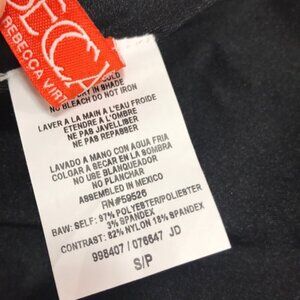 BECCA
REBECCA VIRT
COLD
DRY IN SHADE
NO BLEACH DO NOT IRON
LAVER A LA MAIN A L'EAU FROIDE
ETENDRE A L'OMBRE
NE PAS JAVELLISER
NE PAS REPASSER
LAVADO A MANO CON AGUA FRIA
COLGAR A SECAR EN LA SOMBRA
NO USE BLANQUEADOR
NO PLANCHAR
ASSEMBLED IN MEXICO
RN#59526
BAW: SELF: 97% POLYESTER/POLIESTER
3% SPANDEX
CONTRAST: 82% NYLON 18% SPANDEX
998407 / 076647 JD
S/P